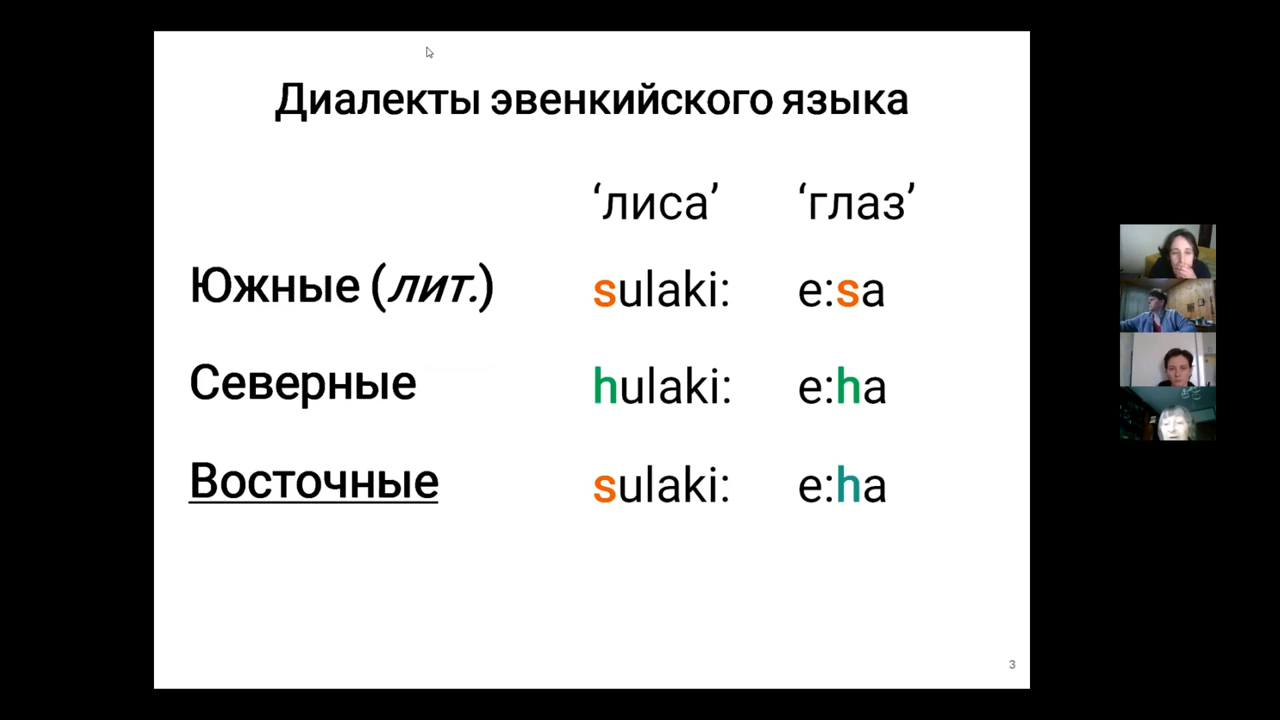 Диалекты эвенкийского языка
‘лиса’ ‘глаз’
Южные (лит.) sulaki: e:sa
Северные hulaki: e:ha
Восточные sulaki: e:ha
3